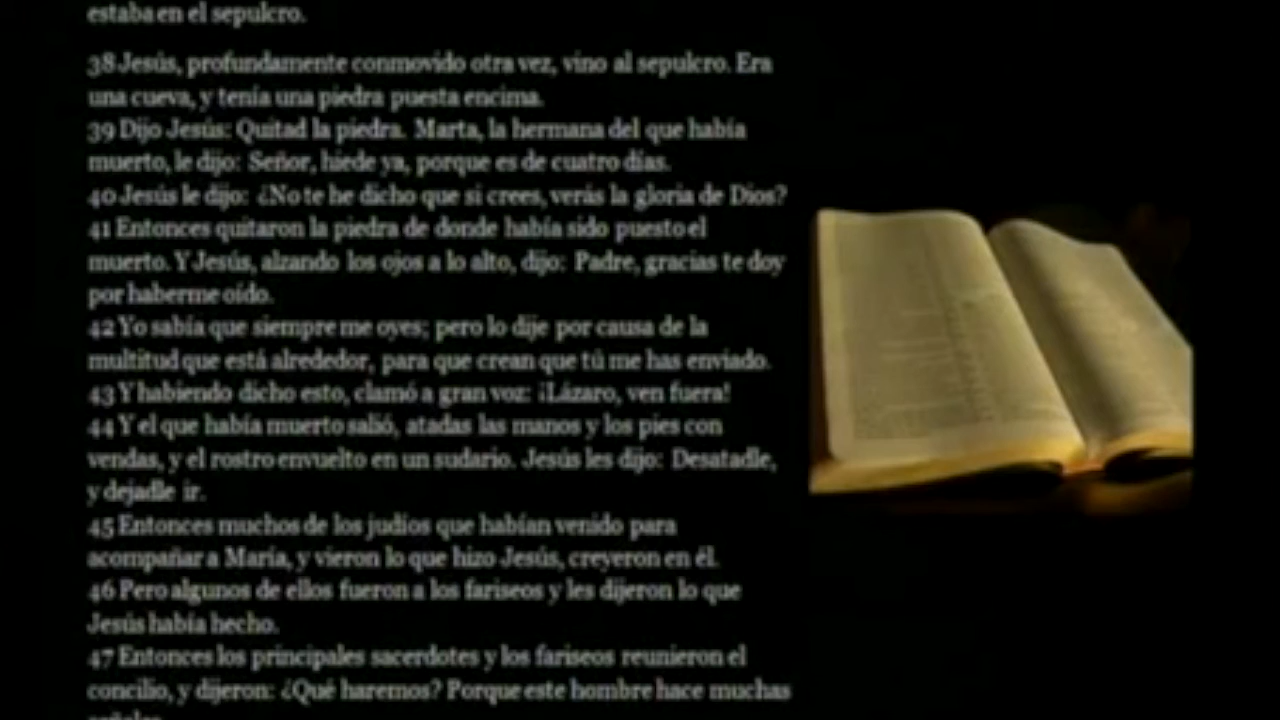 estaba en el sepulcro.
38 Jesús, profundamente conmovido otra vez, vino al sepulcro. Era
una cueva, y tenía una piedra puesta encima.
39 Dijo Jesús: Quitad la piedra. Marta, la hermana del que había
muerto, le dijo: Señor, hiede ya, porque es de cuatro días.
40 Jesús le dijo: ¿No te he dicho que si crees, verás la gloria de Dios?
41 Entonces quitaron la piedra de donde había sido puesto el
muerto. Y Jesús, alzando los ojos a lo alto, dijo: Padre, gracias te doy
por haberme oído.
42 Yo sabía que siempre me oyes; pero lo dije por causa de la
multitud que está alrededor, para que crean que tú me has enviado.
43 Y habiendo dicho esto, clamó a gran voz: ¡Lázaro, ven fuera!
44 Y el que había muerto salió, atadas las manos y los pies con
vendas, y el rostro envuelto en un sudario. Jesús les dijo: Desatadle,
y dejadle ir.
45 Entonces muchos de los judíos que habían venido para
acompañar a María, y vieron lo que hizo Jesús, creyeron en él.
46 Pero algunos de ellos fueron a los fariseos y les dijeron lo que
Jesús había hecho.
47 Entonces los principales sacerdotes y los fariseos reunieron el
concilio, y dijeron: ¿Qué haremos? Porque este hombre hace muchas